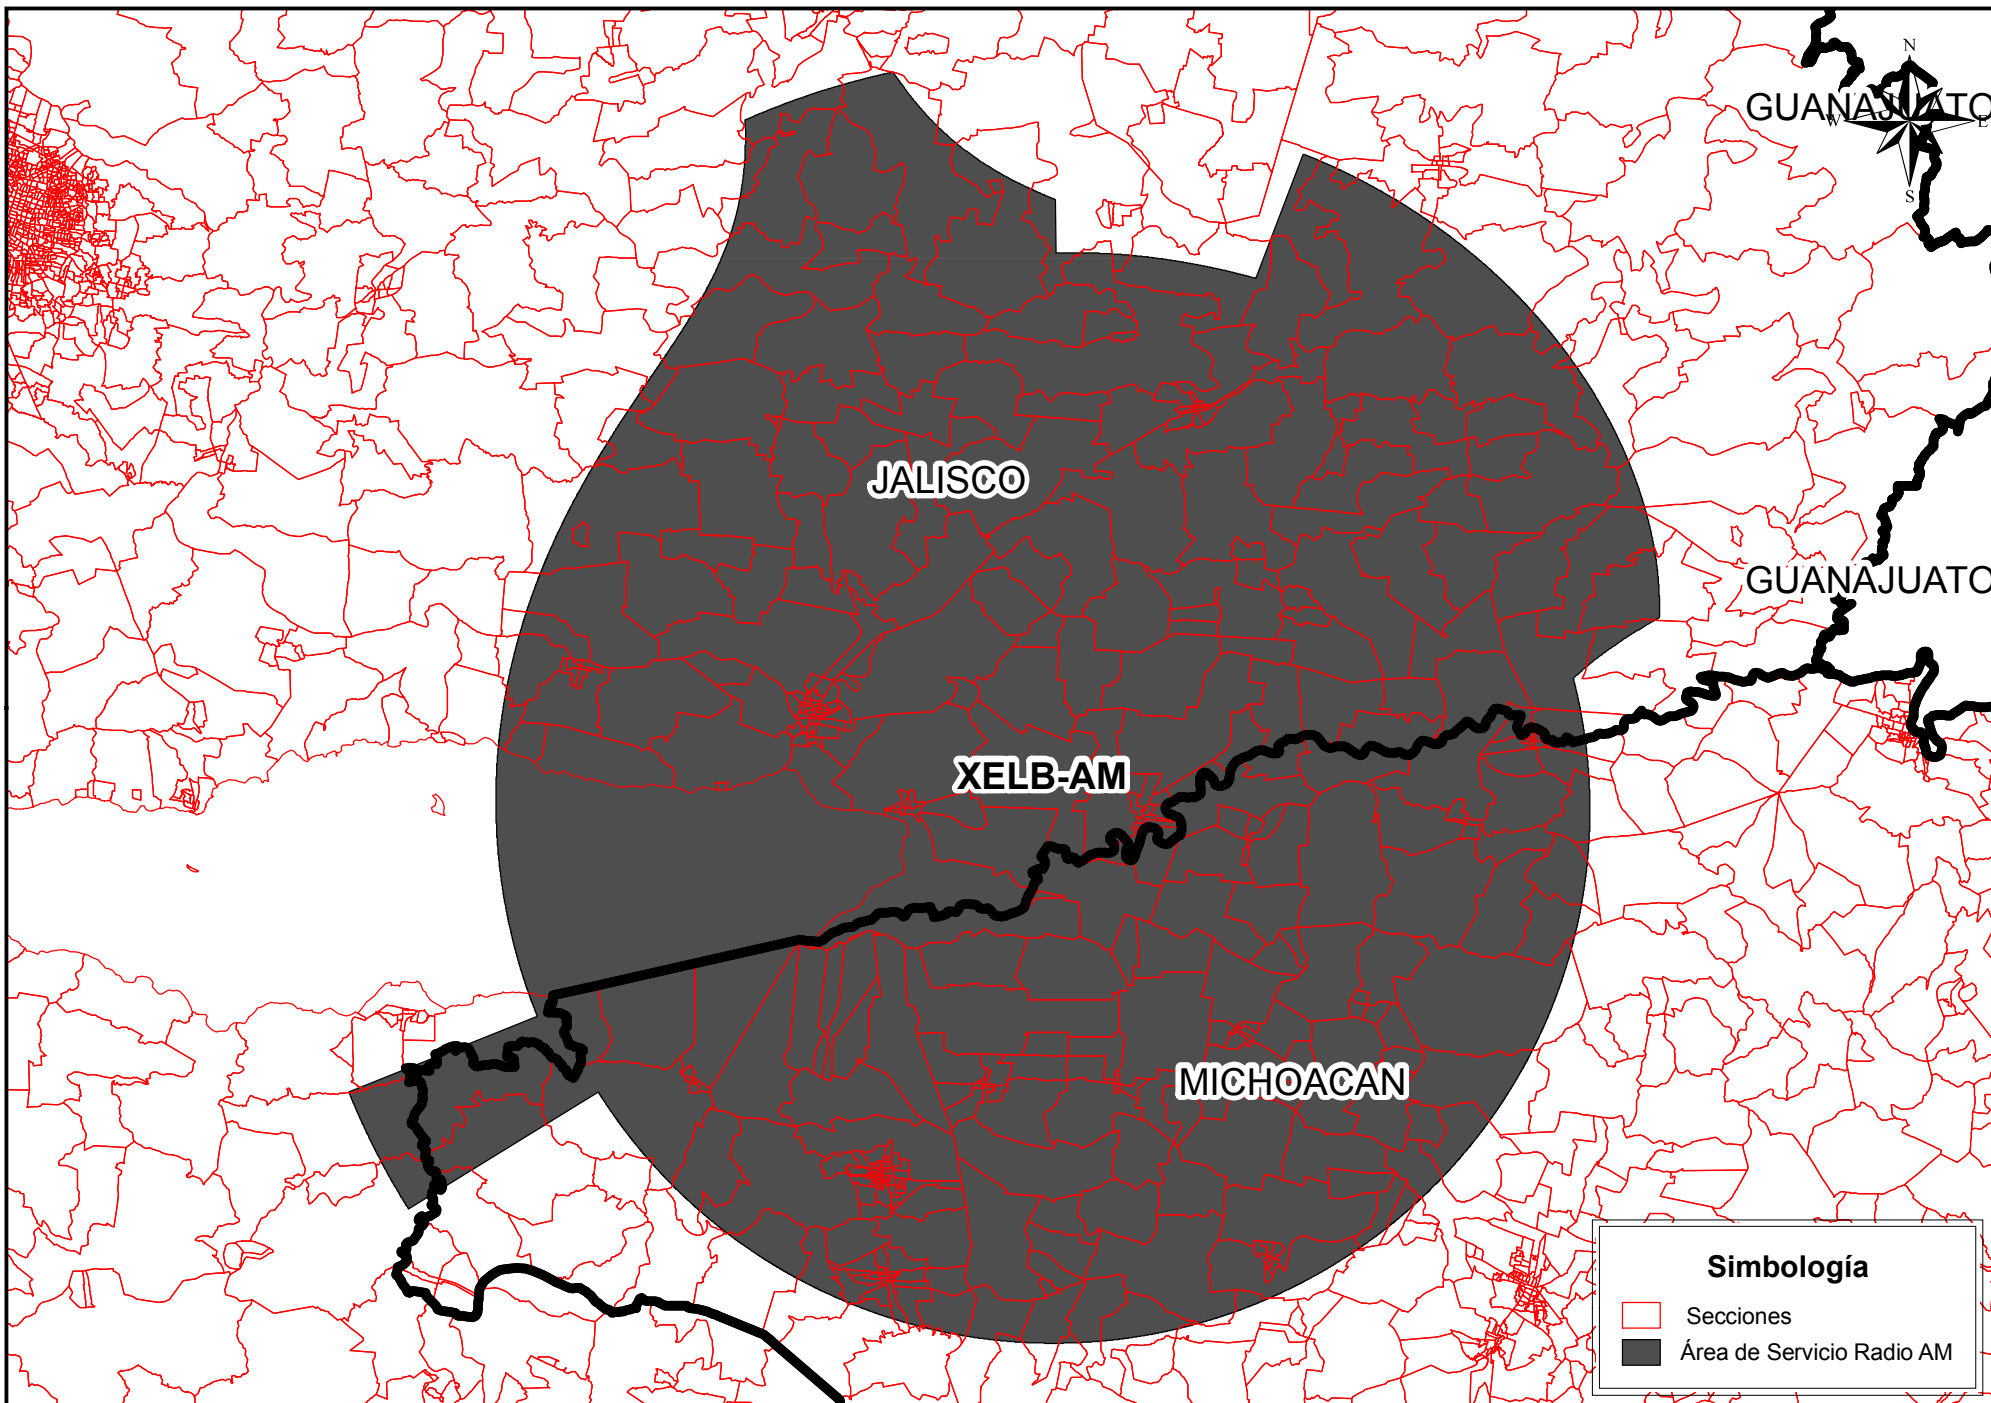 N
GUANAJUATO
W
E
S
JALISCO
GUANAJUATO
XELB-AM
MICHOACAN
Simbología
Secciones
Área de Servicio Radio AM